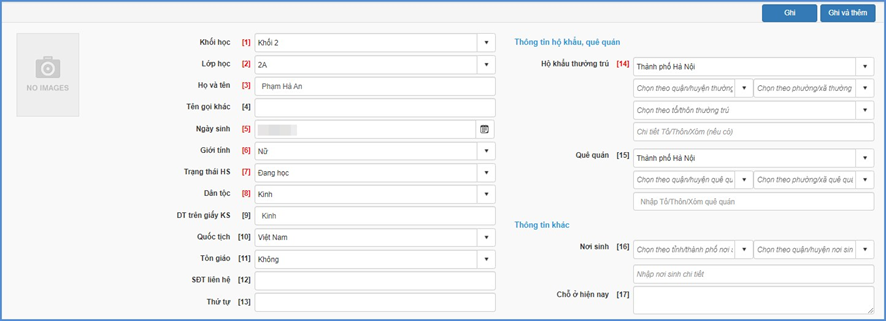 Ghi
Ghi và thêm
NO IMAGES
Khối học [1] Khối 2
Lớp học [2] 2A
Họ và tên [3] Phạm Hà An
Tên gọi khác [4]
Ngày sinh [5]
Giới tính [6] Nữ
Trạng thái HS [7] Đang học
Dân tộc [8] Kinh
DT trên giấy KS [9] Kinh
Quốc tịch [10] Việt Nam
Tôn giáo [11] Không
SĐT liên hệ [12]
Thứ tự [13]
Thông tin hộ khẩu, quê quán
Hộ khẩu thường trú [14] Thành phố Hà Nội
Chọn theo quận/huyện thường Chọn theo phường/xã thường
Chọn theo tổ/thôn thường trú
Chi tiết Tổ/Thôn/Xóm (nếu có)
Quê quán [15] Thành phố Hà Nội
Chọn theo quận/huyện quê qu Chọn theo phường/xã quê qu
Nhập Tổ/Thôn/Xóm quê quán
Thông tin khác
Nơi sinh [16] Chọn theo tỉnh/thành phố nơi Chọn theo quận/huyện nơi sin
Nhập nơi sinh chi tiết
Chỗ ở hiện nay [17]